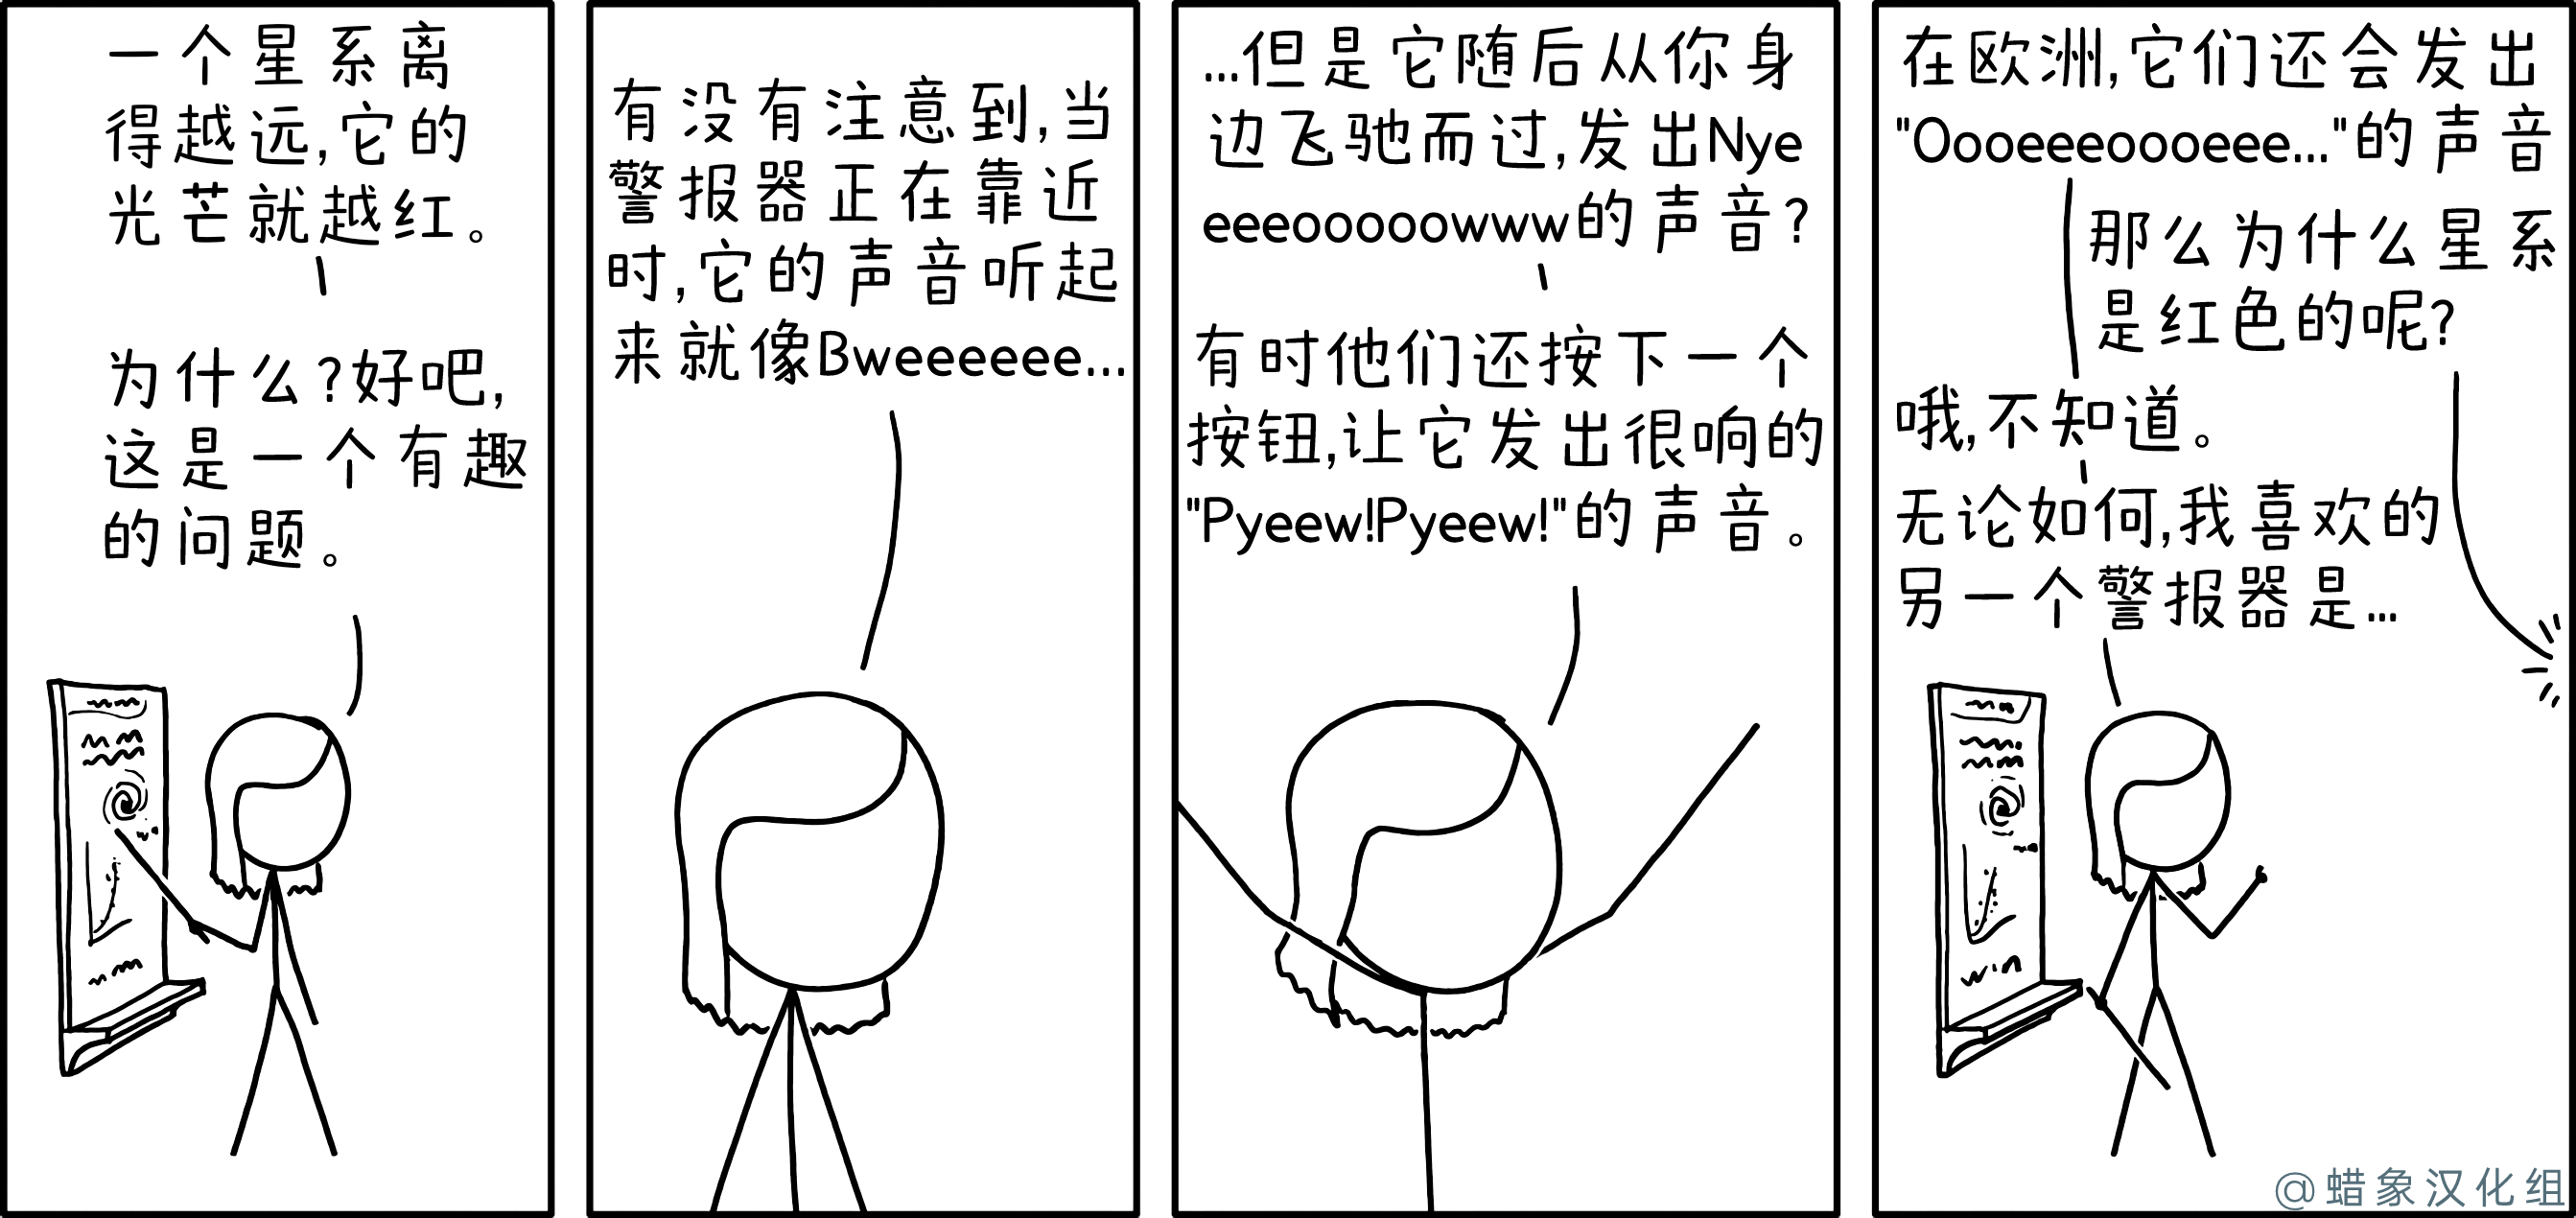 一个星系离
得越远,它的
光芒就越红。
为什么?好吧,
这是一个有趣
的问题。
有没有注意到,当
警报器正在靠近
时,它的声音听起
来就像Bweeeeee...
...但是它随后从你身
边飞驰而过,发出Nye
eeeooooowww的声音?
有时他们还按下一个
按钮,让它发出很响的
"Pyeew!Pyeew!"的声音。
在欧洲,它们还会发出
"Oooeeeoooeee..."的声音
那么为什么星系
是红色的呢?
哦,不知道。
无论如何,我喜欢的
另一个警报器是...
@蜡象汉化组